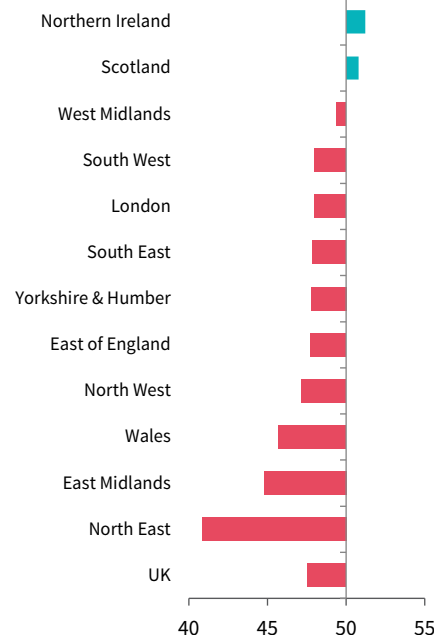 Northern Ireland
Scotland
West Midlands
South West
London
South East
Yorkshire & Humber
East of England
North West
Wales
East Midlands
North East
UK
40 45 50 55